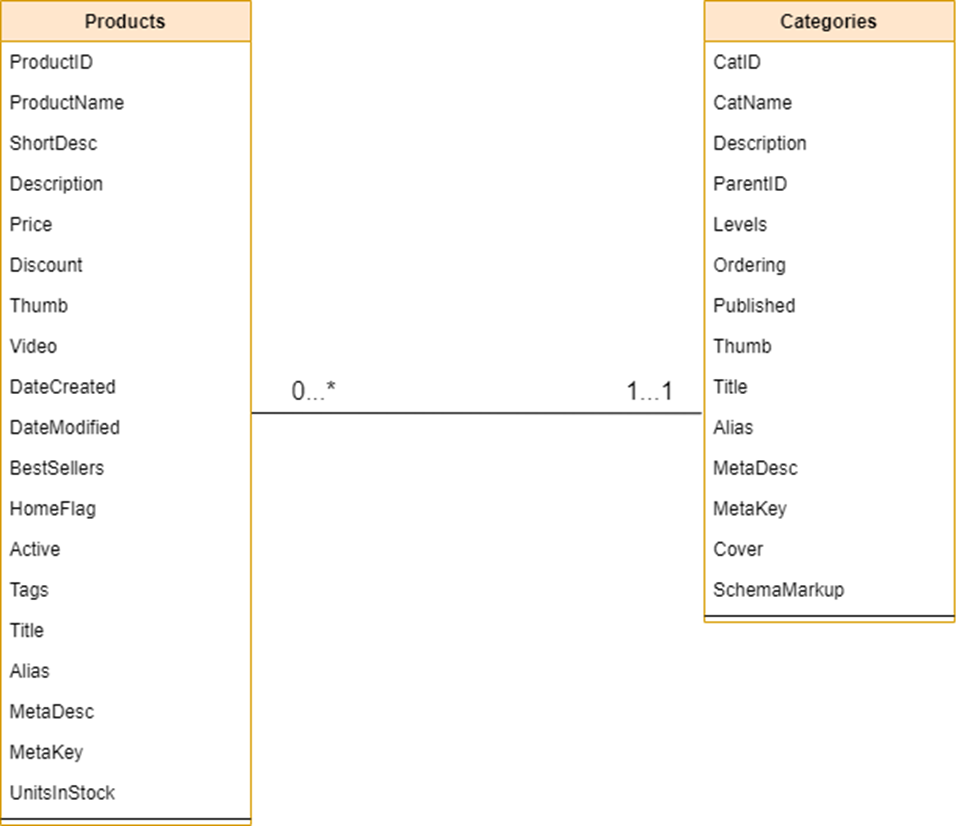 Products
ProductID
ProductName
ShortDesc
Description
Price
Discount
Thumb
Video
DateCreated
DateModified
BestSellers
HomeFlag
Active
Tags
Title
Alias
MetaDesc
MetaKey
UnitsInStock
0...*
1...1
Categories
CatID
CatName
Description
ParentID
Levels
Ordering
Published
Thumb
Title
Alias
MetaDesc
MetaKey
Cover
SchemaMarkup